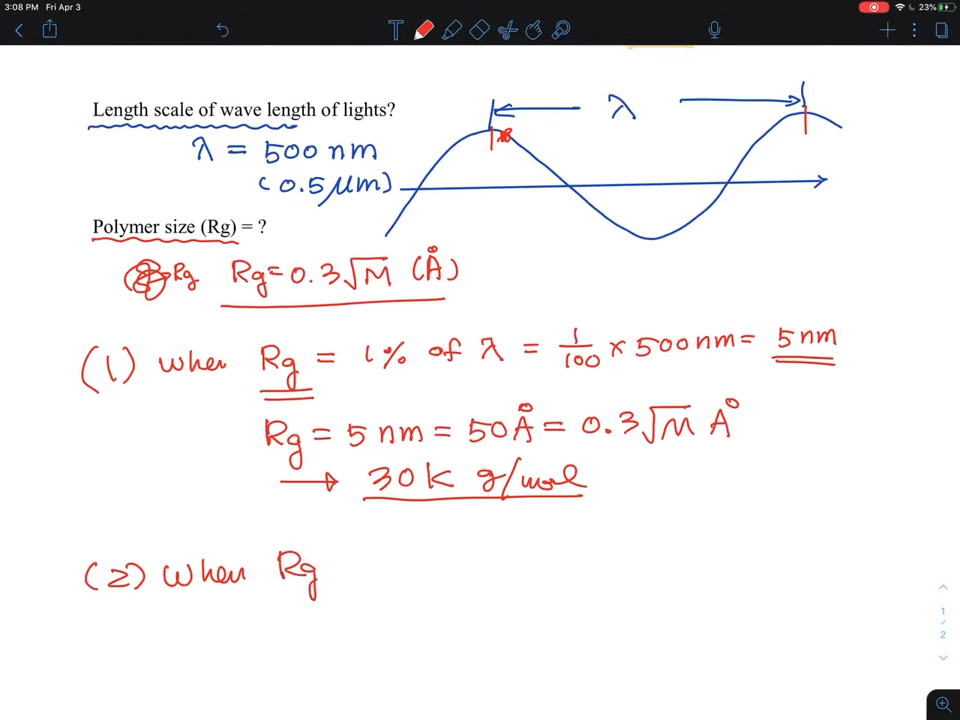 3:08 PM Fri Apr 3
23%
T
Length scale of wave length of lights?
λ
λ = 500 nm
(0.5 μm)
Polymer size (Rg) = ?
Rg Rg = 0.3√M (Å)
(1) when Rg = 1% of λ = 1/100 × 500 nm = 5 nm
Rg = 5 nm = 50 Å = 0.3√M Å
→ 30K g/mol
(2) When Rg
1
/
2